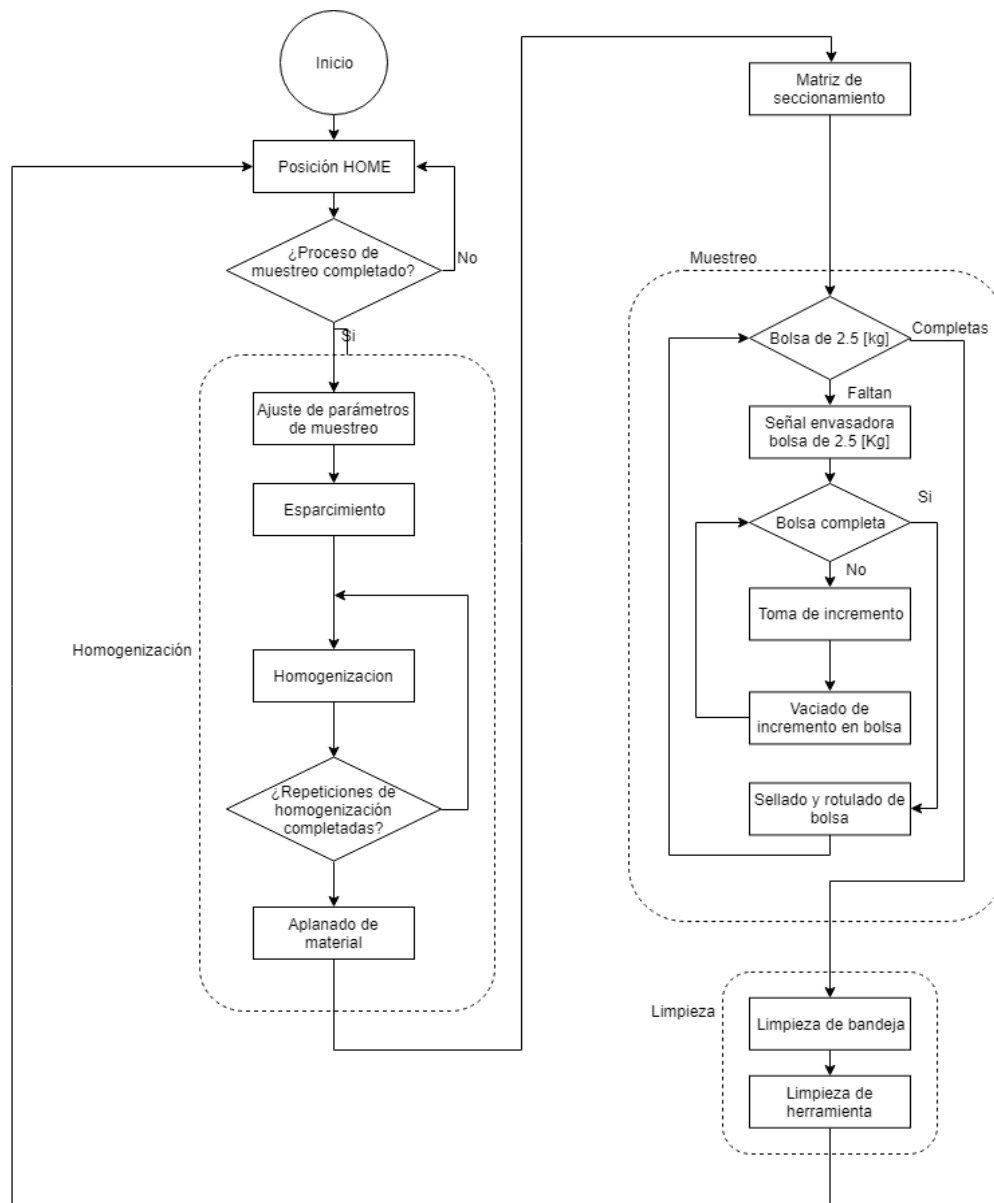 Inicio
Posición HOME
¿Proceso de
muestreo completado?
No
Si
Ajuste de parámetros
de muestreo
Esparcimiento
Homogenización
Homogenizacion
¿Repeticiones de
homogenización
completadas?
Aplanado de
material
Matriz de
seccionamiento
Muestreo
Bolsa de 2.5 [kg]
Completas
Faltan
Señal envasadora
bolsa de 2.5 [Kg]
Bolsa completa
Si
No
Toma de incremento
Vaciado de
incremento en bolsa
Sellado y rotulado de
bolsa
Limpieza
Limpieza de bandeja
Limpieza de
herramienta